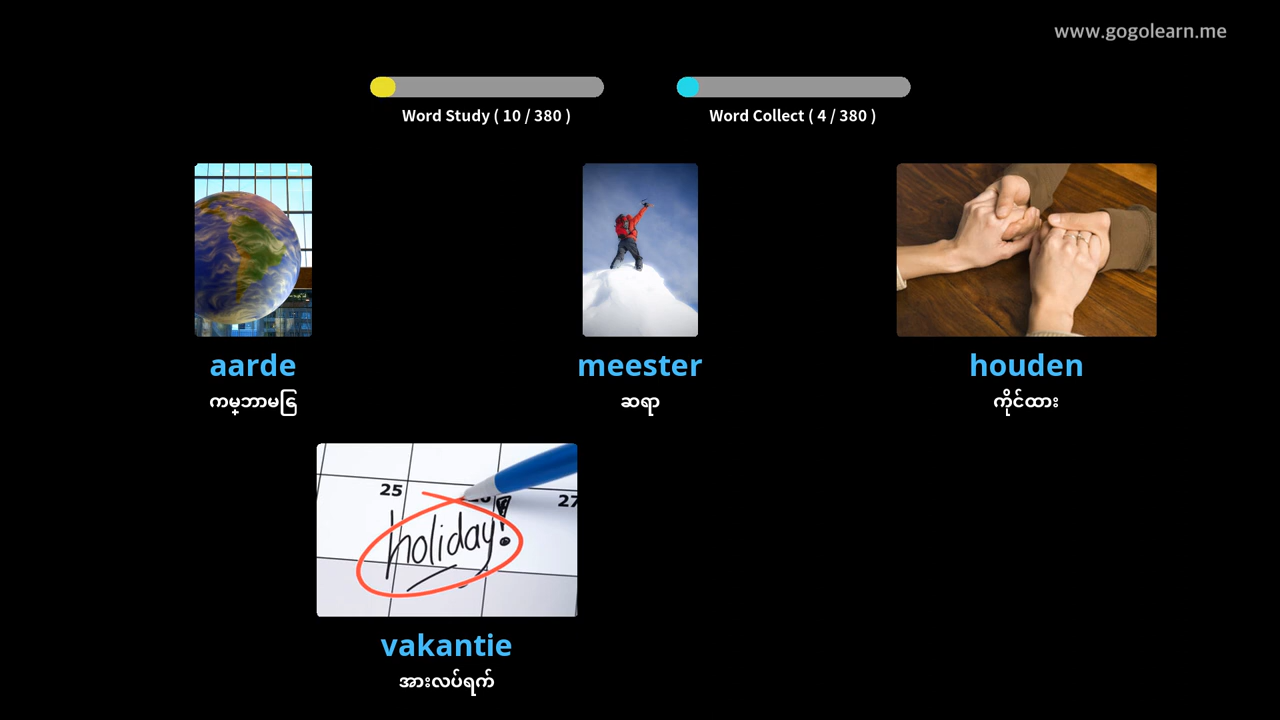 www.gogolearn.me
Word Study ( 10 / 380 )
Word Collect ( 4 / 380 )
aarde
meester
houden
ကမ္ဘာမြေ
ဆရာ
ကိုင်ထား
25
27
holiday!
vakantie
အားလပ်ရက်